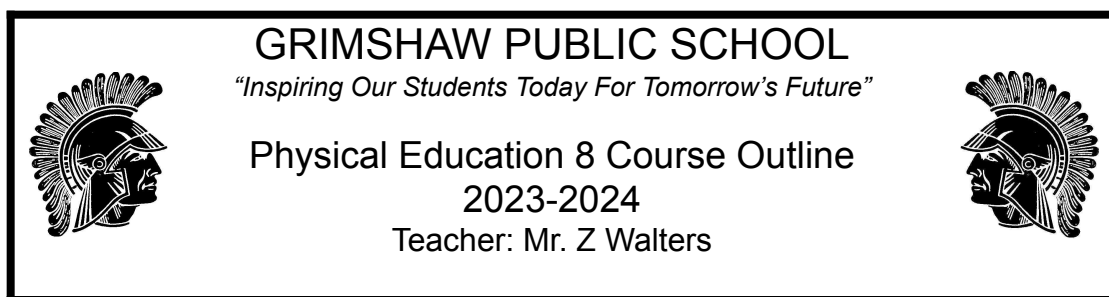 GRIMSHAW PUBLIC SCHOOL
“Inspiring Our Students Today For Tomorrow’s Future”
Physical Education 8 Course Outline
2023-2024
Teacher: Mr. Z Walters